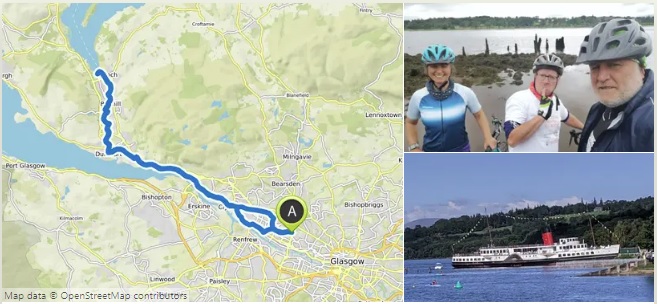 Croftamie
Fintry
Blanefield
Lennoxtown
Port Glasgow
Milngavie
Bearsden
Bishopton
Erskine
A
Bishopbriggs
Kilmacolm
Renfrew
Glasgow
Linwood
Paisley
Map data © OpenStreetMap contributors